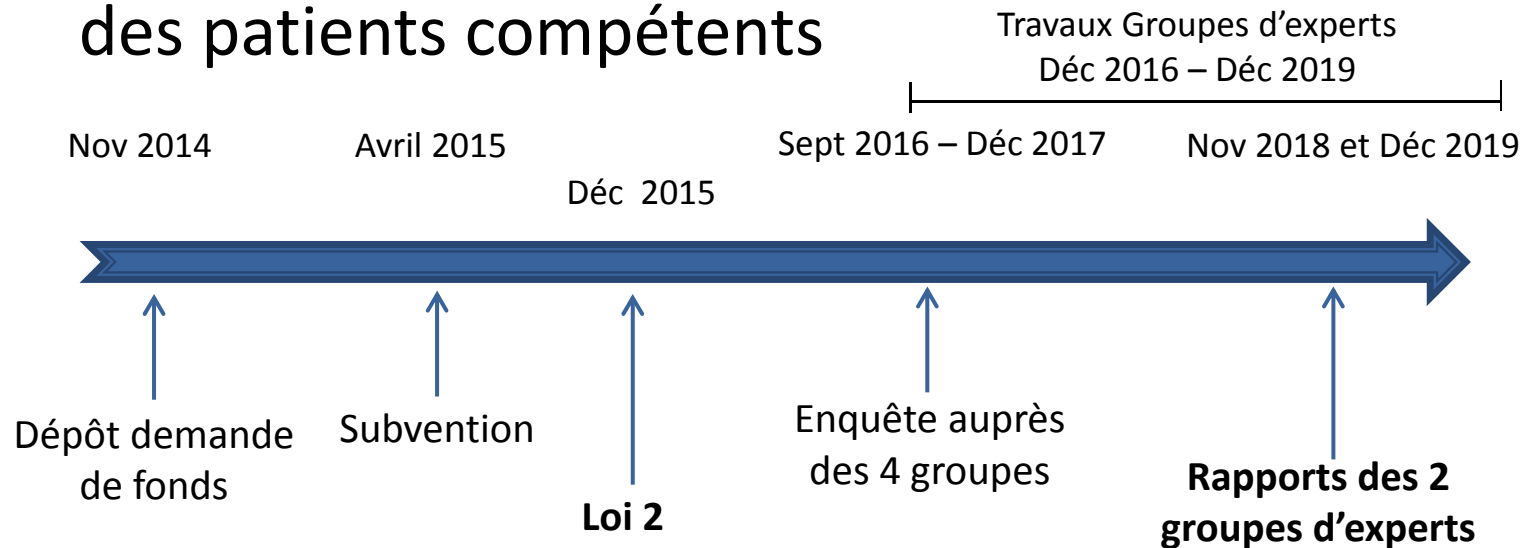 des patients compétents
Travaux Groupes d'experts
Déc 2016 – Déc 2019
Nov 2014
Avril 2015
Déc  2015
Sept 2016 – Déc 2017
Nov 2018 et Déc 2019
Dépôt demande
de fonds
Subvention
Loi 2
Enquête auprès
des 4 groupes
Rapports des 2
groupes d'experts